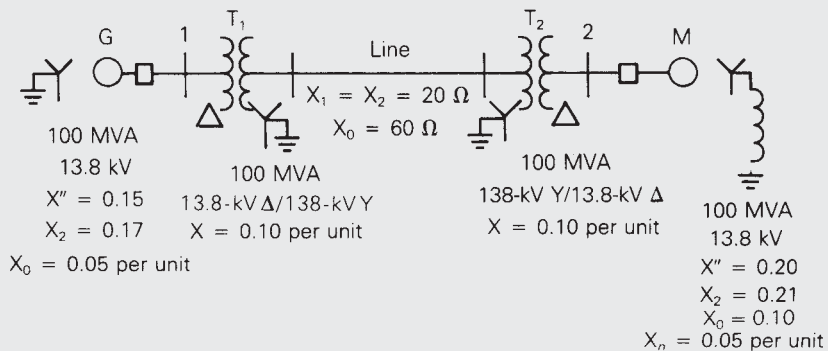 G
1
T₁
Line
T₂
2
M
X₁ = X₂ = 20 Ω
X₀ = 60 Ω
100 MVA
13.8 kV
X″ = 0.15
X₂ = 0.17
X₀ = 0.05 per unit
100 MVA
13.8-kV Δ/138-kV Y
X = 0.10 per unit
100 MVA
138-kV Y/13.8-kV Δ
X = 0.10 per unit
100 MVA
13.8 kV
X″ = 0.20
X₂ = 0.21
X₀ = 0.10
Xₙ = 0.05 per unit